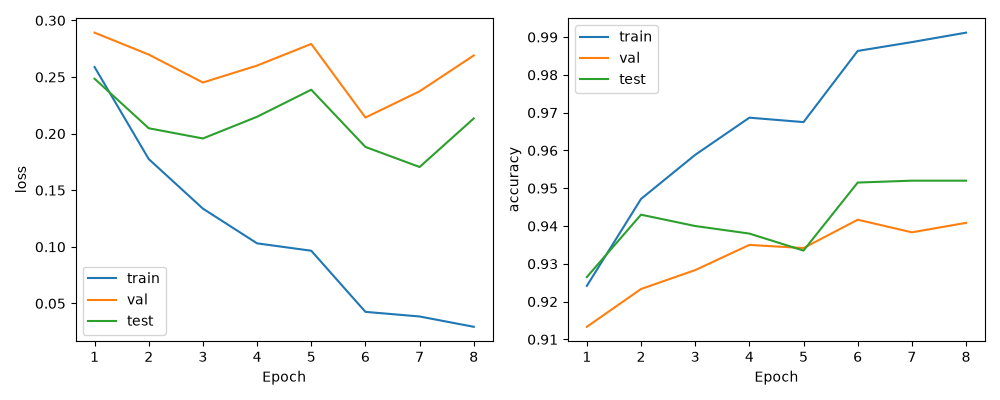 0.30
0.25
0.20
0.15
0.10
0.05
loss
train
val
test
1 2 3 4 5 6 7 8
Epoch
0.99
0.98
0.97
0.96
0.95
0.94
0.93
0.92
0.91
accuracy
train
val
test
1 2 3 4 5 6 7 8
Epoch